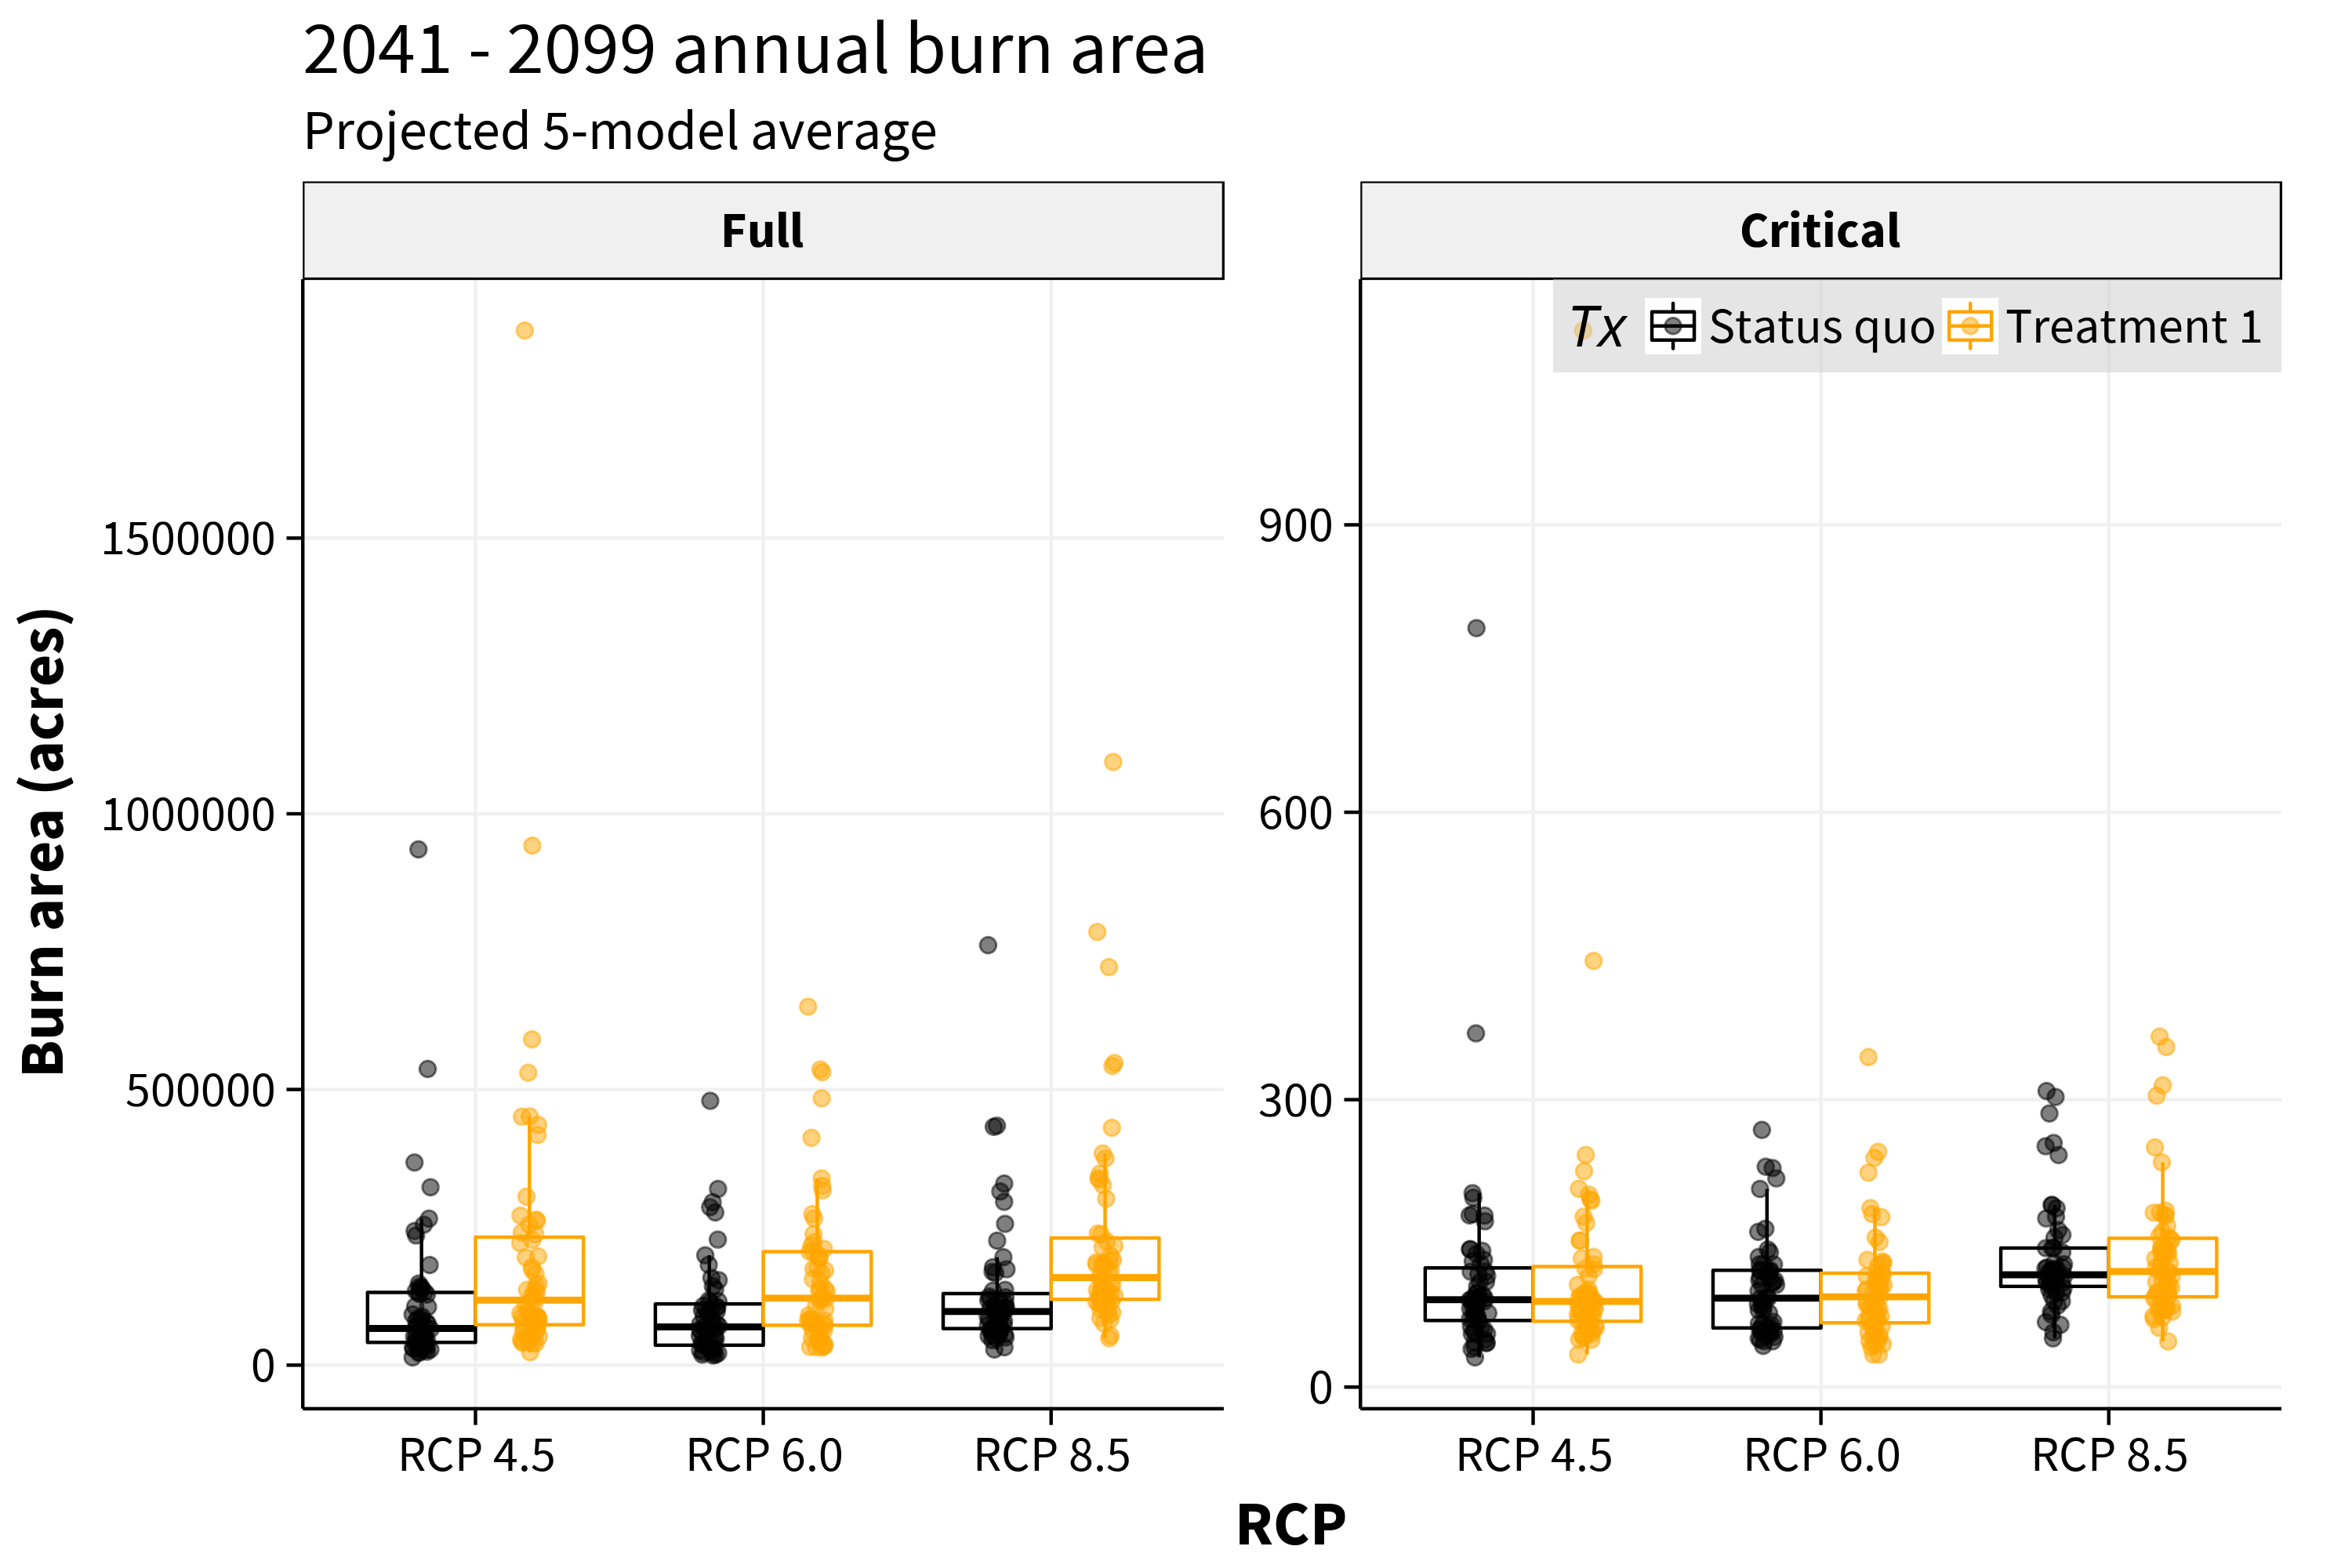 2041 - 2099 annual burn area
Projected 5-model average
Full
Critical
Tx Status quo Treatment 1
Burn area (acres)
1500000
1000000
500000
0
900
600
300
0
RCP 4.5 RCP 6.0 RCP 8.5
RCP 4.5 RCP 6.0 RCP 8.5
RCP